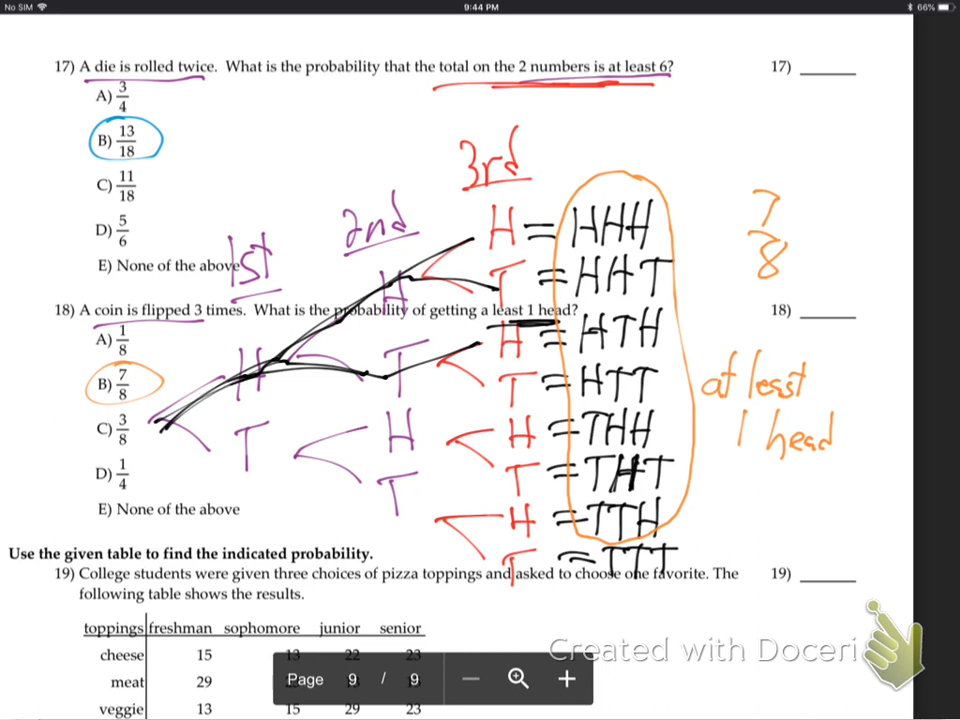 No SIM 9:44 PM 66%
17) A die is rolled twice. What is the probability that the total on the 2 numbers is at least 6? 17) ______
A) 3/4
B) 13/18
C) 11/18
D) 5/6
E) None of the above
1st 2nd 3rd
H = HHH
H T = HHT
7/8
18) A coin is flipped 3 times. What is the probability of getting a least 1 head? 18) ______
A) 1/8
B) 7/8
C) 3/8
D) 1/4
E) None of the above
H T H = HTH
T = HTT
at least
1 head
T H H = THH
T = THT
T H = TTH
T = TTT
Use the given table to find the indicated probability.
19) College students were given three choices of pizza toppings and asked to choose one favorite. The 19) ______
following table shows the results.
toppings freshman sophomore junior senior
cheese 15 13 22 23
meat 29
veggie 13 15 29 23
Page 9 / 9
Created with Doceri